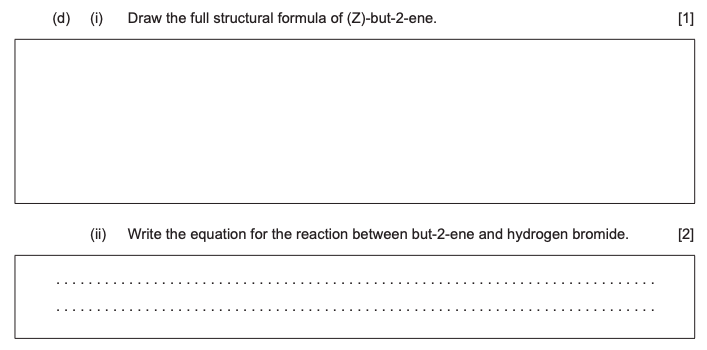 (d) (i) Draw the full structural formula of (Z)-but-2-ene. [1]
(ii) Write the equation for the reaction between but-2-ene and hydrogen bromide. [2]